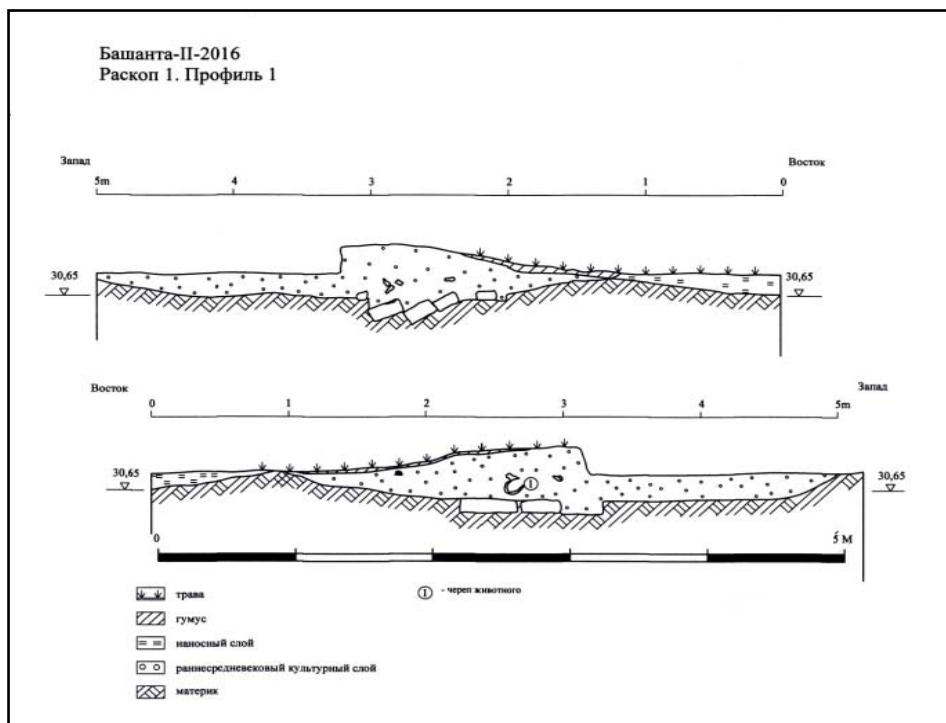 Башанта-II-2016
Раскоп 1. Профиль 1
Запад
Восток
5m 4 3 2 1 0
30,65
30,65
Восток
Запад
0 1 2 3 4 5m
30,65
1
30,65
0
5 М
трава
1 - череп животного
гумус
наносный слой
раннесредневековый культурный слой
материк